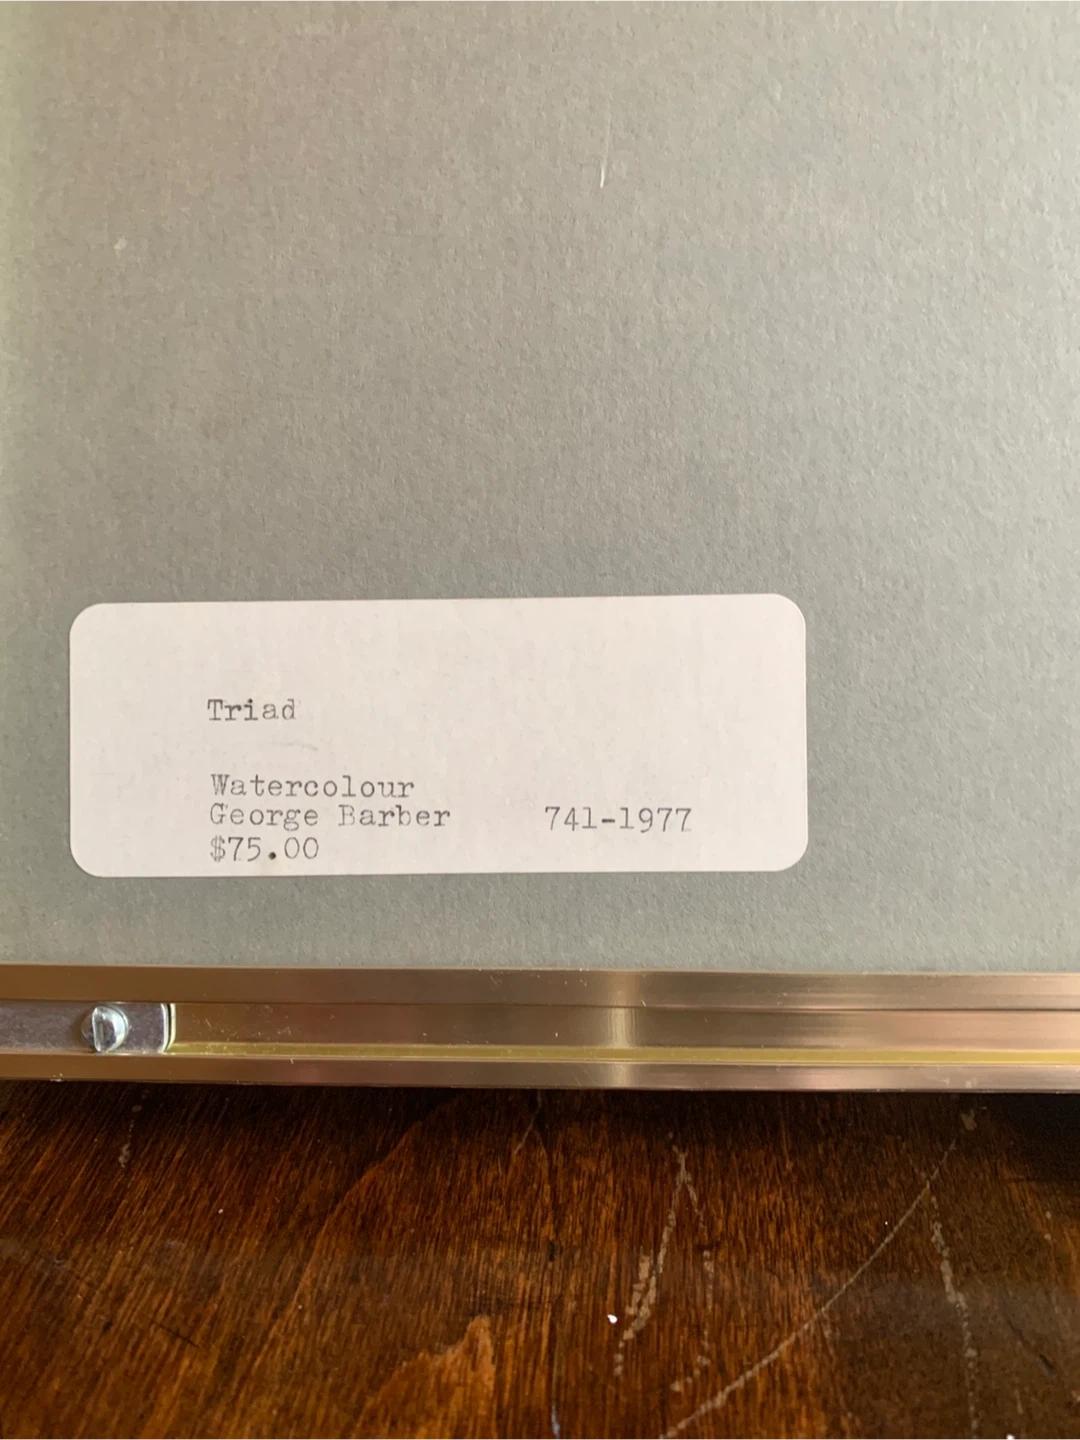 Triad
Watercolour
George Barber 741-1977
$75.00